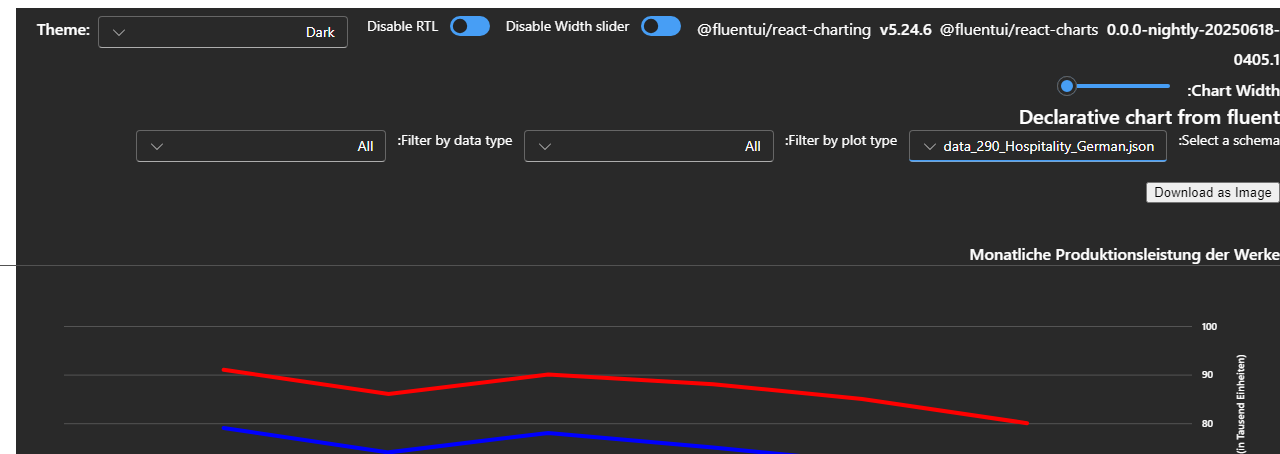 Theme: Dark Disable RTL Disable Width slider @fluentui/react-charting v5.24.6 @fluentui/react-charts 0.0.0-nightly-20250618-
0405.1
:Chart Width
Declarative chart from fluent
:Select a schema data_290_Hospitality_German.json :Filter by plot type All :Filter by data type All
Download as Image
Monatliche Produktionsleistung der Werke
100
90
80
(in Tausend Einheiten)